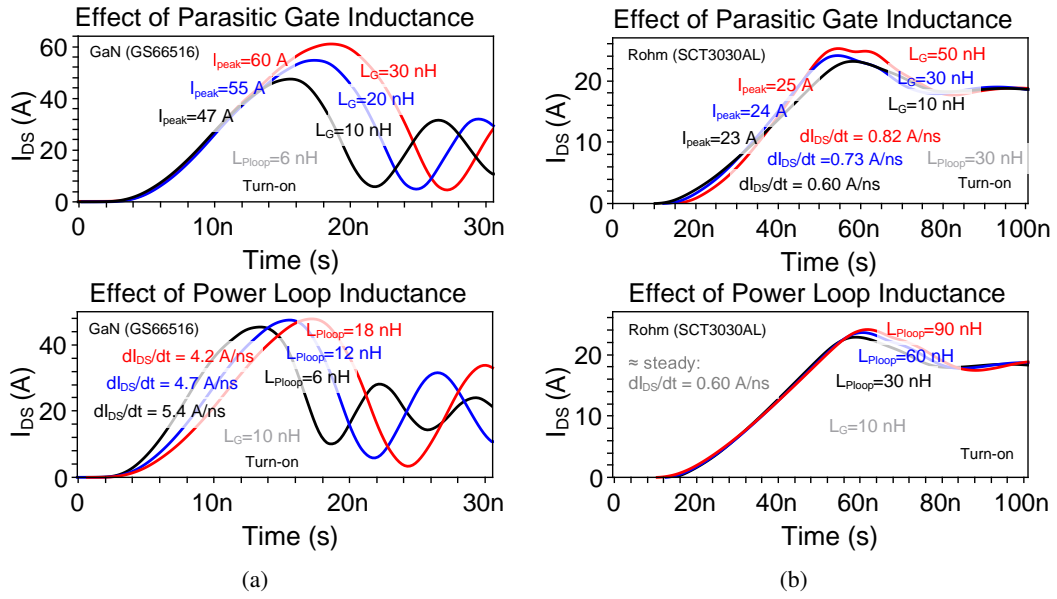 Effect of Parasitic Gate Inductance
GaN (GS66516)
I_peak=60 A
I_peak=55 A
I_peak=47 A
L_G=30 nH
L_G=20 nH
L_G=10 nH
L_Ploop=6 nH
Turn-on
60
40
20
0
I_DS (A)
0
10n
20n
30n
Time (s)
Effect of Parasitic Gate Inductance
Rohm (SCT3030AL)
L_G=50 nH
L_G=30 nH
L_G=10 nH
I_peak=25 A
I_peak=24 A
I_peak=23 A
dI_DS/dt = 0.82 A/ns
dI_DS/dt =0.73 A/ns
dI_DS/dt = 0.60 A/ns
L_Ploop=30 nH
Turn-on
20
0
I_DS (A)
0
20n
40n
60n
80n
100n
Time (s)
Effect of Power Loop Inductance
GaN (GS66516)
L_Ploop=18 nH
L_Ploop=12 nH
L_Ploop=6 nH
dI_DS/dt = 4.2 A/ns
dI_DS/dt = 4.7 A/ns
dI_DS/dt = 5.4 A/ns
L_G=10 nH
Turn-on
40
20
0
I_DS (A)
0
10n
20n
30n
Time (s)
(a)
Effect of Power Loop Inductance
Rohm (SCT3030AL)
L_Ploop=90 nH
L_Ploop=60 nH
L_Ploop=30 nH
≈ steady:
dI_DS/dt = 0.60 A/ns
L_G=10 nH
Turn-on
20
0
I_DS (A)
0
20n
40n
60n
80n
100n
Time (s)
(b)